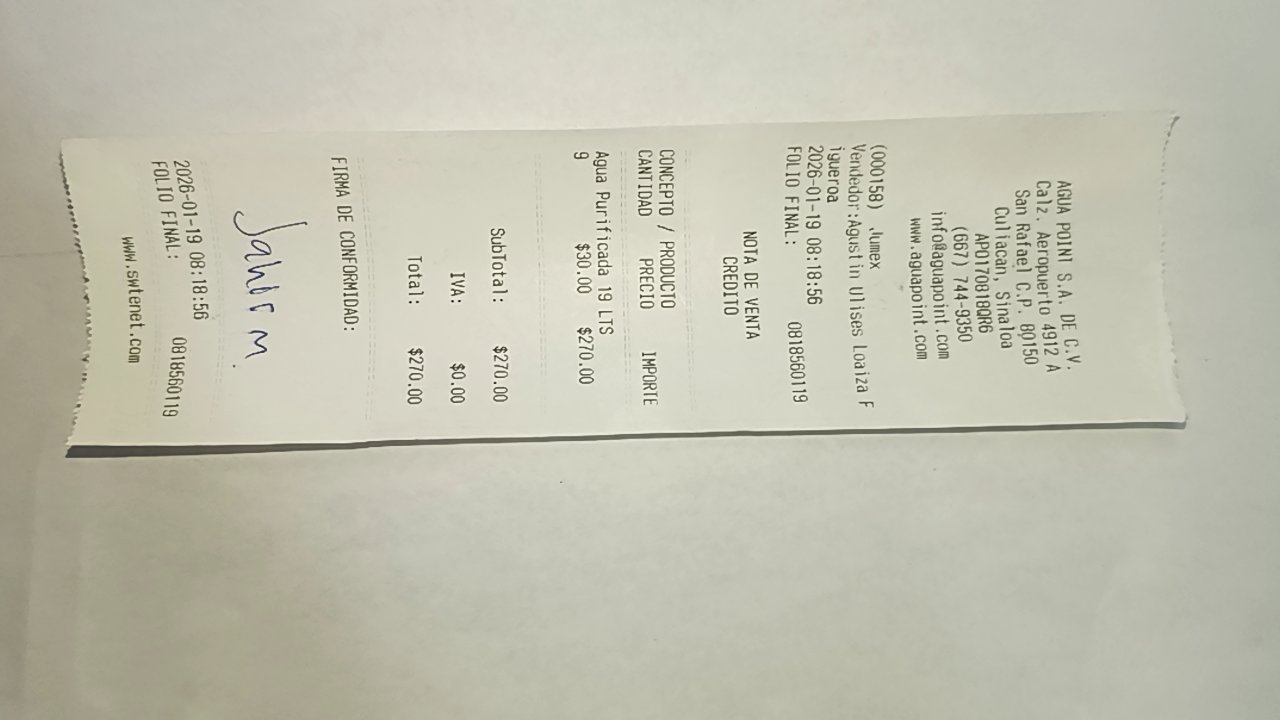 AGUA POINT S.A. DE C.V.
Calz. Aeropuerto 4912 A
San Rafael C.P. 80150
Culiacan, Sinaloa
APO170818QR6
(667) 744-9350
info@aguapoint.com
www.aguapoint.com
(000158) Jumex
Vendedor:Agustin Ulises Loaiza F
igueroa
2026-01-19 08:18:56
FOLIO FINAL: 0818560119
NOTA DE VENTA
CREDITO
CONCEPTO / PRODUCTO
CANTIDAD PRECIO IMPORTE
Agua Purificada 19 LTS
9 $30.00 $270.00
SubTotal: $270.00
IVA: $0.00
Total: $270.00
FIRMA DE CONFORMIDAD:
2026-01-19 08:18:56
FOLIO FINAL: 0818560119
www.swtenet.com